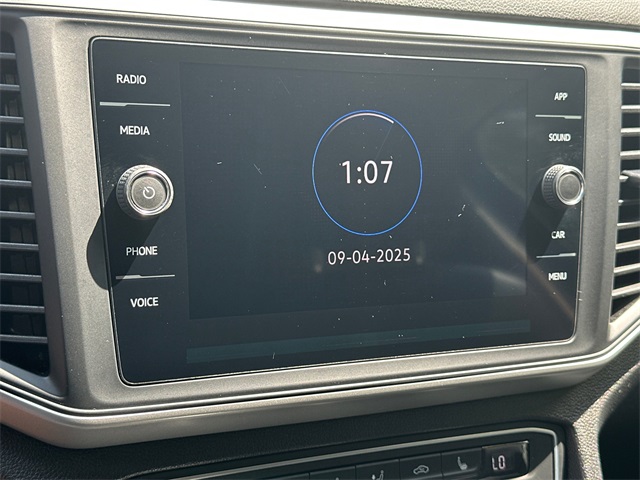 RADIO
MEDIA
PHONE
VOICE
1:07
09-04-2025
APP
SOUND
CAR
MENU
LO